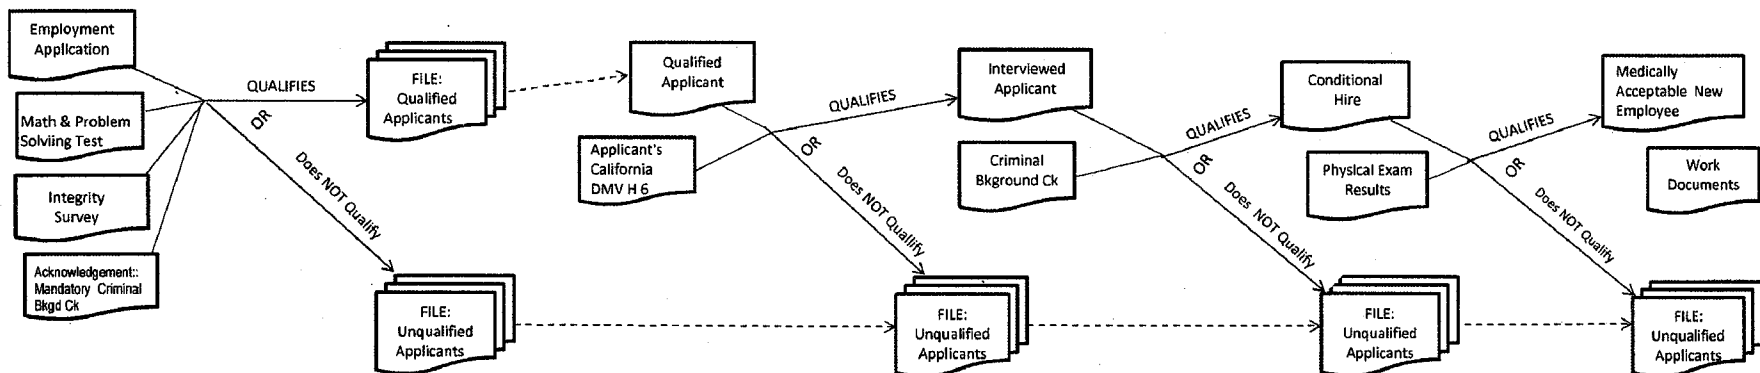 Employment
Application
Math & Problem
Solviing Test
Integrity
Survey
Acknowledgement::
Mandatory Criminal
Bkgd Ck
QUALIFIES
OR
Does NOT Qualify
FILE:
Qualified
Applicants
FILE:
Unqualified
Applicants
Qualified
Applicant
Applicant's
California
DMV H 6
QUALIFIES
OR
Does NOT Quallify
FILE:
Unqualified
Applicants
Interviewed
Applicant
Criminal
Bkground Ck
QUALIFIES
OR
Does NOT Qualify
FILE:
Unqualified
Applicants
Conditional
Hire
Physical Exam
Results
QUALIFIES
OR
Does NOT Qualify
FILE:
Unqualified
Applicants
Medically
Acceptable New
Employee
Work
Documents